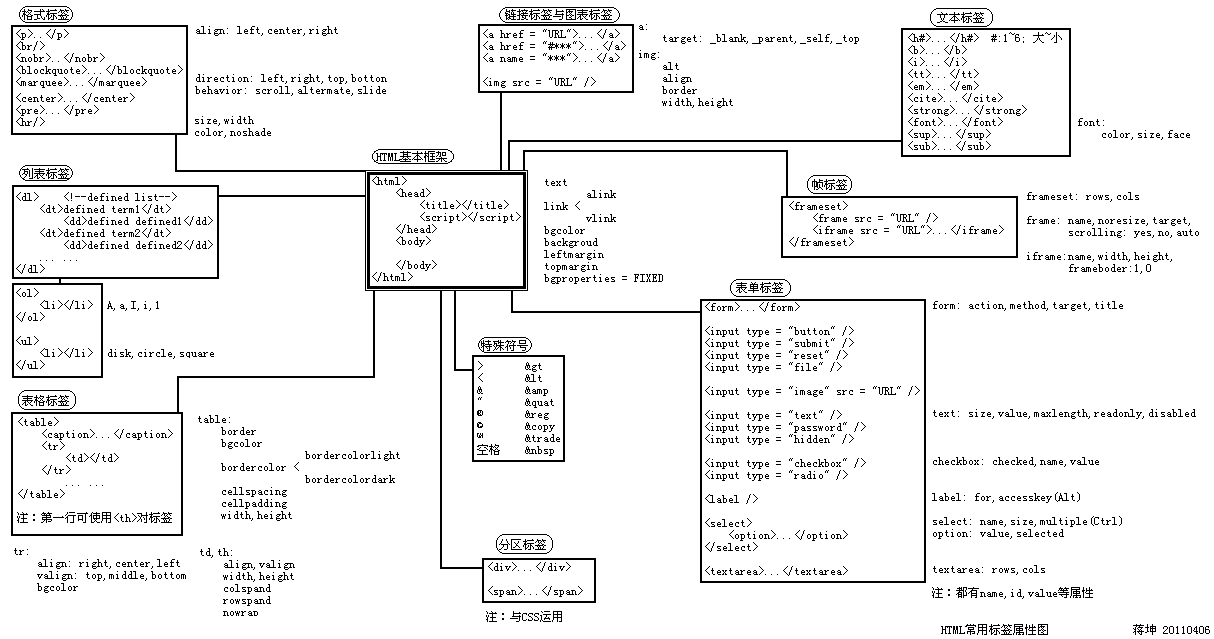 格式标签
<p>...</p>
<br/>
<nobr>...</nobr>
<blockquote>...</blockquote>
<marquee>...</marquee>
<center>...</center>
<pre>...</pre>
<hr/>
align: left, center, right
direction: left, right, top, botton
behavior: scroll, altermate, slide
size, width
color, noshade
链接标签与图表标签
<a href = "URL">...</a>
<a href = "#***">...</a>
<a name = "***">...</a>
<img src = "URL" />
a:
target: _blank, _parent, _self, _top
img:
alt
align
border
width, height
文本标签
<h#>...</h#> #:1~6; 大~小
<b>...</b>
<i>...</i>
<tt>...</tt>
<em>...</em>
<cite>...</cite>
<strong>...</strong>
<font>...</font>
<sup>...</sup>
<sub>...</sub>
font:
color, size, face
列表标签
<dl> <!--defined list-->
<dt>defined term1</dt>
<dd>defined defined1</dd>
<dt>defined term2</dt>
<dd>defined defined2</dd>
... ...
</dl>
<ol>
<li></li>
</ol>
<ul>
<li></li>
</ul>
A, a, I, i, 1
disk, circle, square
HTML基本框架
<html>
<head>
<title></title>
<script></script>
</head>
<body>
</body>
</html>
text
alink
link <
vlink
bgcolor
backgroud
leftmargin
topmargin
bgproperties = FIXED
帧标签
<frameset>
<frame src = "URL" />
<iframe src = "URL">...</iframe>
</frameset>
frameset: rows, cols
frame: name, noresize, target,
scrolling: yes, no, auto
iframe:name, width, height,
frameboder:1, 0
表格标签
<table>
<caption>...</caption>
<tr>
<td></td>
</tr>
... ...
</table>
注：第一行可使用<th>对标签
table:
border
bgcolor
bordercolorlight
bordercolor <
bordercolordark
cellspacing
cellpadding
width, height
tr:
align: right, center, left
valign: top, middle, bottom
bgcolor
td, th:
align, valign
width, height
colspand
rowspand
nowrap
特殊符号
> &gt
< &lt
& &amp
" &quat
® &reg
© &copy
™ &trade
空格 &nbsp
分区标签
<div>...</div>
<span>...</span>
注：与CSS运用
表单标签
<form>...</form>
<input type = "button" />
<input type = "submit" />
<input type = "reset" />
<input type = "file" />
<input type = "image" src = "URL" />
<input type = "text" />
<input type = "password" />
<input type = "hidden" />
<input type = "checkbox" />
<input type = "radio" />
<label />
<select>
<option>...</option>
</select>
<textarea>...</textarea>
form: action, method, target, title
text: size, value, maxlength, readonly, disabled
checkbox: checked, name, value
label: for, accesskey(Alt)
select: name, size, multiple(Ctrl)
option: value, selected
textarea: rows, cols
注：都有name, id, value等属性
HTML常用标签属性图 蒋坤 20110406